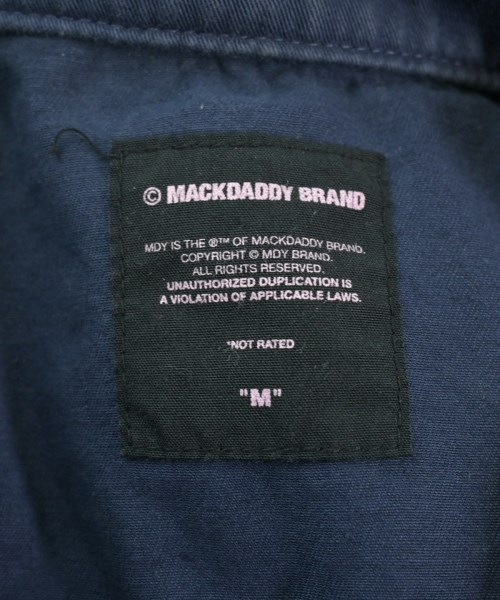 © MACKDADDY BRAND
MDY IS THE ®™ OF MACKDADDY BRAND.
COPYRIGHT © MDY BRAND.
ALL RIGHTS RESERVED.
UNAUTHORIZED DUPLICATION IS
A VIOLATION OF APPLICABLE LAWS.
*NOT RATED
"M"